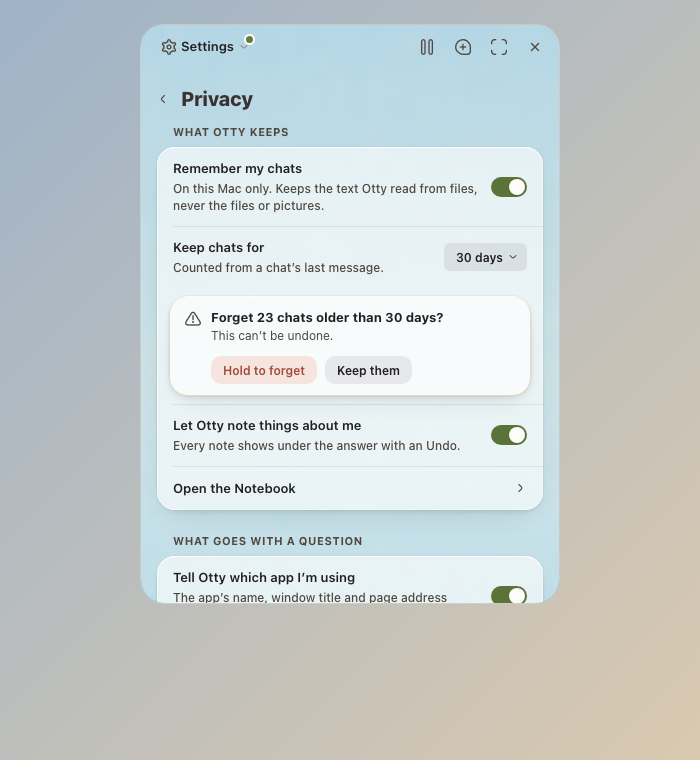 Settings
Privacy
WHAT OTTY KEEPS
Remember my chats
On this Mac only. Keeps the text Otty read from files,
never the files or pictures.
Keep chats for
30 days
Counted from a chat’s last message.
Forget 23 chats older than 30 days?
This can’t be undone.
Hold to forget
Keep them
Let Otty note things about me
Every note shows under the answer with an Undo.
Open the Notebook
WHAT GOES WITH A QUESTION
Tell Otty which app I’m using
The app’s name, window title and page address